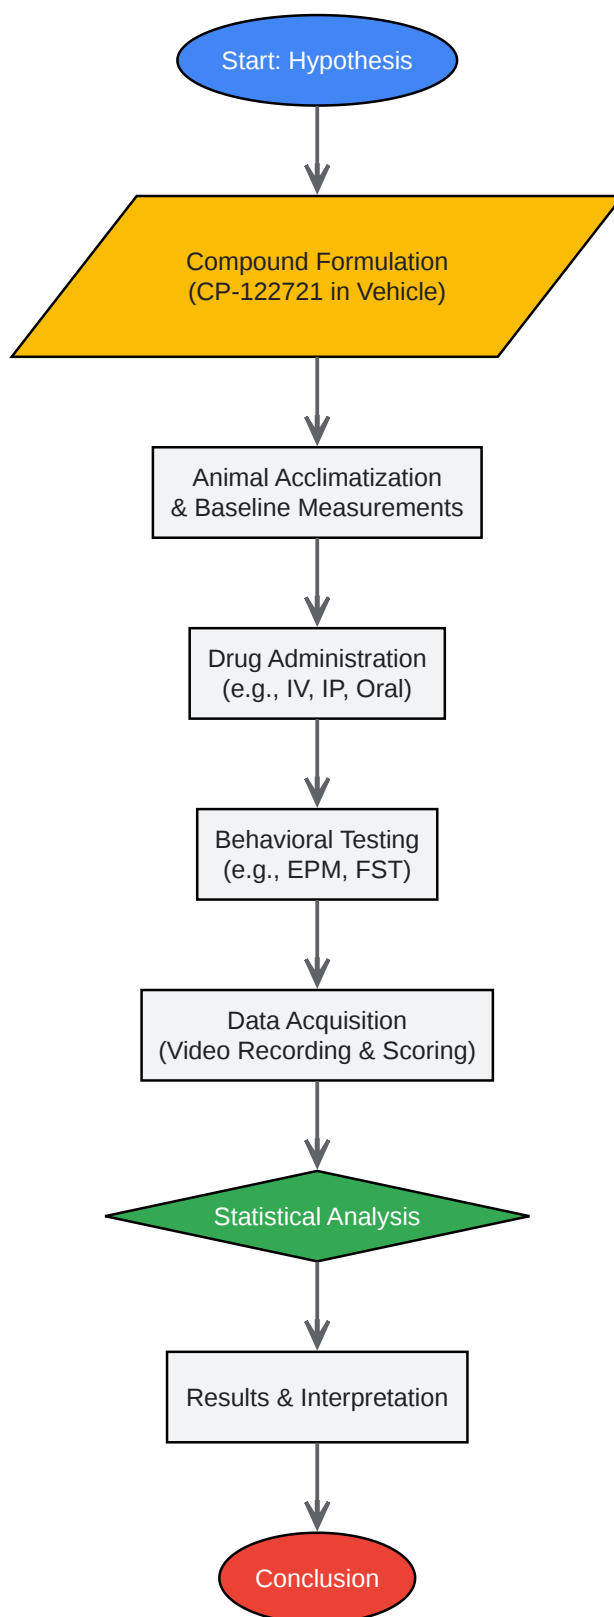 Start: Hypothesis
Compound Formulation
(CP-122721 in Vehicle)
Animal Acclimatization
& Baseline Measurements
Drug Administration
(e.g., IV, IP, Oral)
Behavioral Testing
(e.g., EPM, FST)
Data Acquisition
(Video Recording & Scoring)
Statistical Analysis
Results & Interpretation
Conclusion